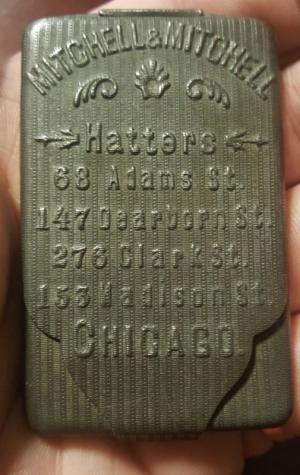 MITCHELL & MITCHELL
Hatters
68 Adams St.
147 Dearborn St.
276 Clark St.
153 Madison St.
CHICAGO.